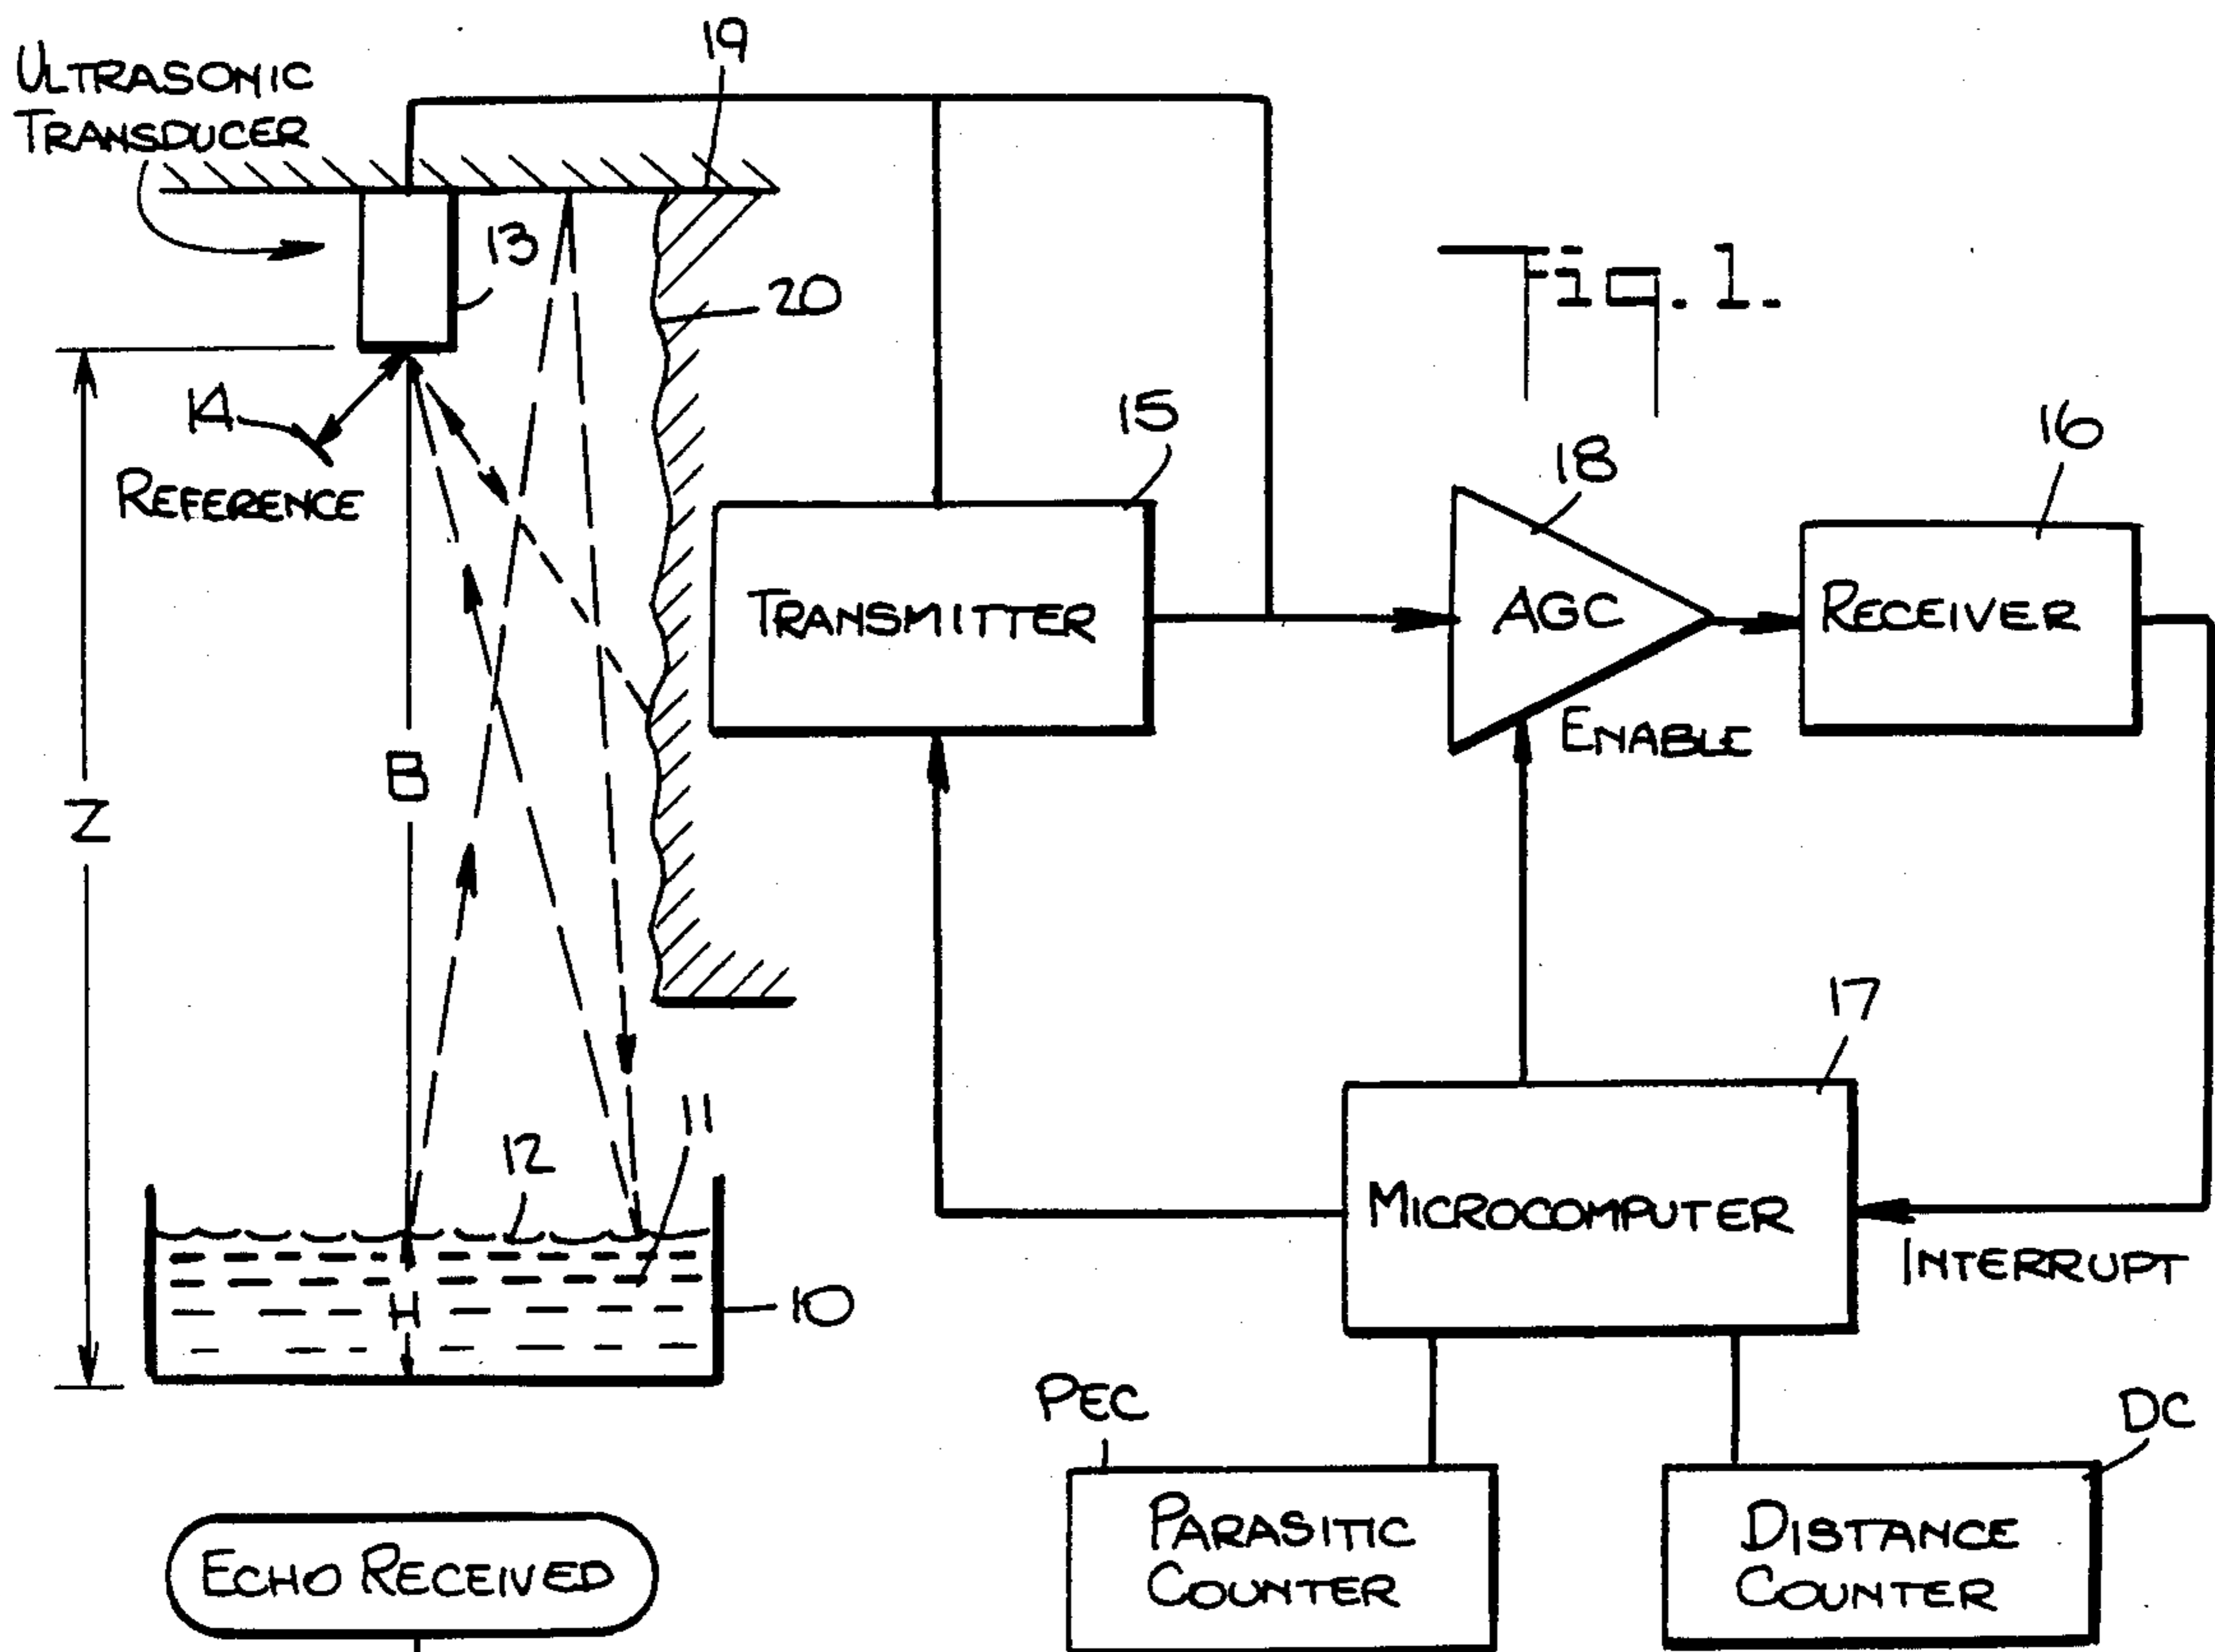 19
ULTRASONIC
TRANSDUCER
13
20
Fig. 1.
14
REFERENCE
15
18
16
TRANSMITTER
AGC
RECEIVER
ENABLE
B
Z
17
11
12
MICROCOMPUTER
INTERRUPT
H
10
PEC
DC
PARASITIC
COUNTER
DISTANCE
COUNTER
ECHO RECEIVED